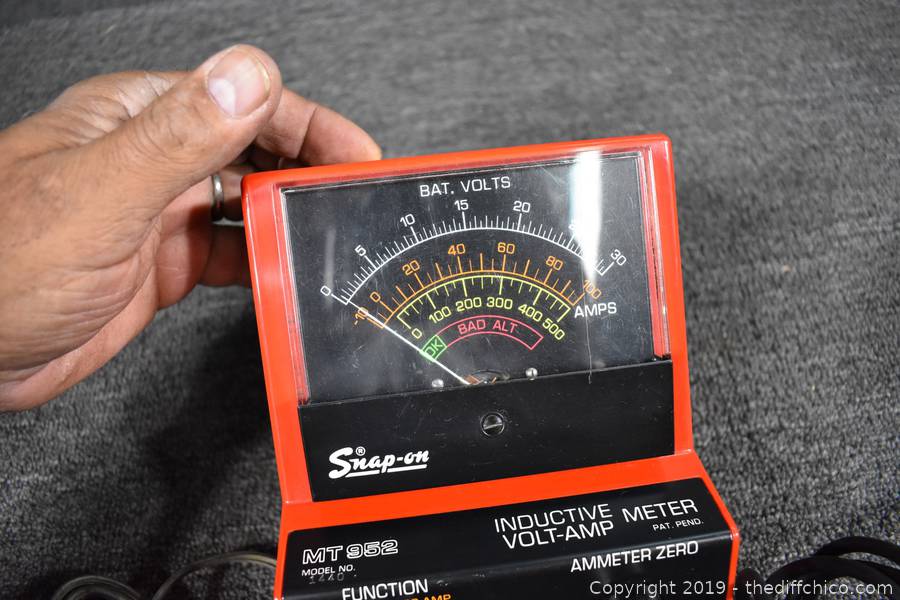 BAT. VOLTS
0 5 10 15 20 30
-10 0 20 40 60 80 100
AMPS
0 100 200 300 400 500
OK BAD ALT.
Snap-on®
INDUCTIVE
VOLT-AMP METER
PAT. PEND.
MT 952
MODEL NO.
1440
AMMETER ZERO
FUNCTION
AMP
Copyright 2019 - thediffchico.com